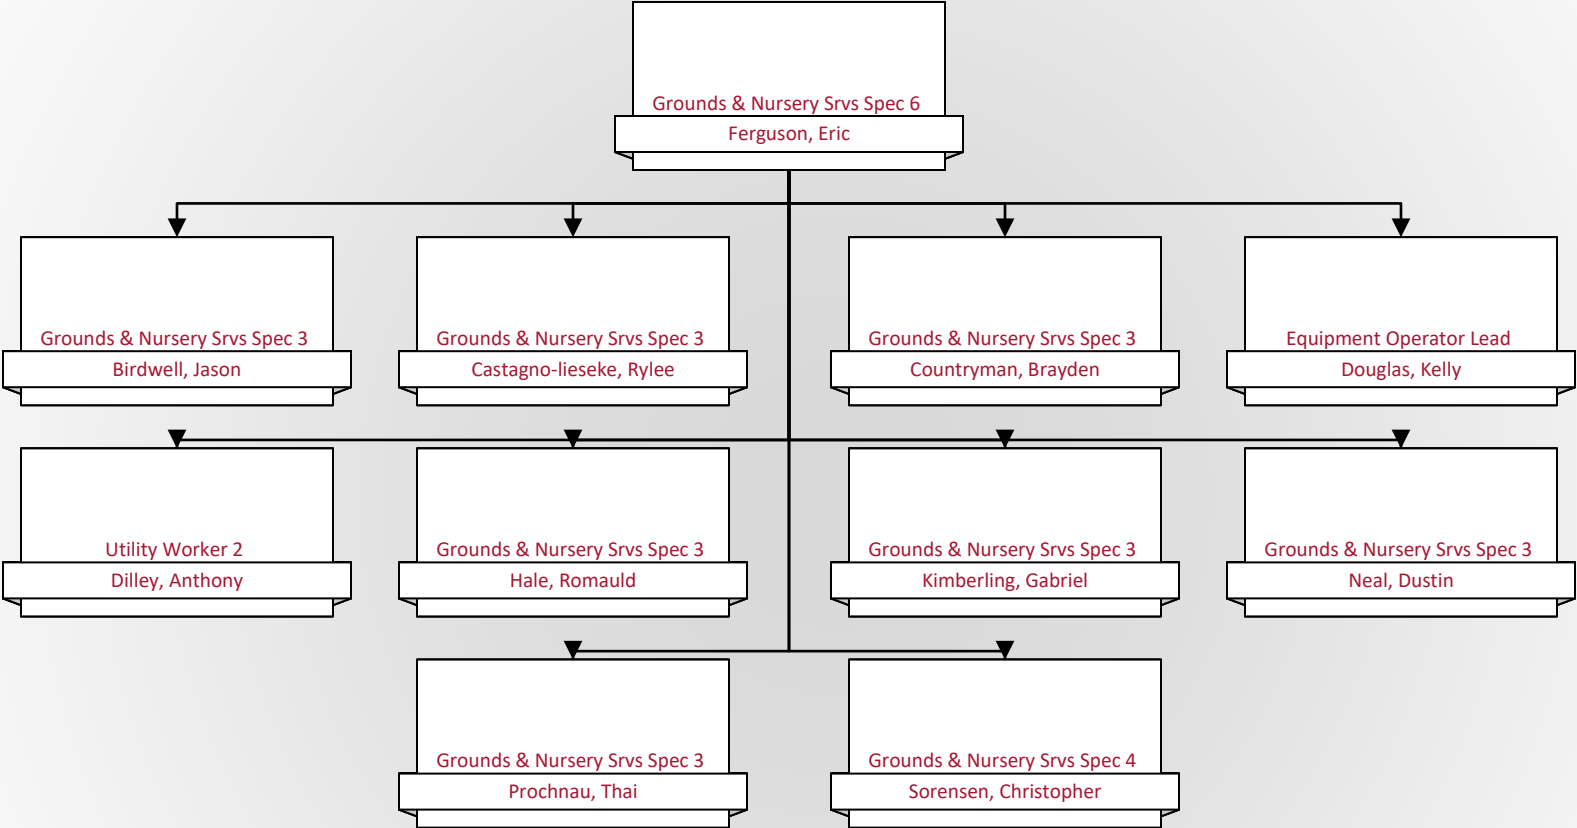 Grounds & Nursery Srvs Spec 6
Ferguson, Eric
Grounds & Nursery Srvs Spec 3
Birdwell, Jason
Grounds & Nursery Srvs Spec 3
Castagno-lieseke, Rylee
Grounds & Nursery Srvs Spec 3
Countryman, Brayden
Equipment Operator Lead
Douglas, Kelly
Utility Worker 2
Dilley, Anthony
Grounds & Nursery Srvs Spec 3
Hale, Romauld
Grounds & Nursery Srvs Spec 3
Kimberling, Gabriel
Grounds & Nursery Srvs Spec 3
Neal, Dustin
Grounds & Nursery Srvs Spec 3
Prochnau, Thai
Grounds & Nursery Srvs Spec 4
Sorensen, Christopher